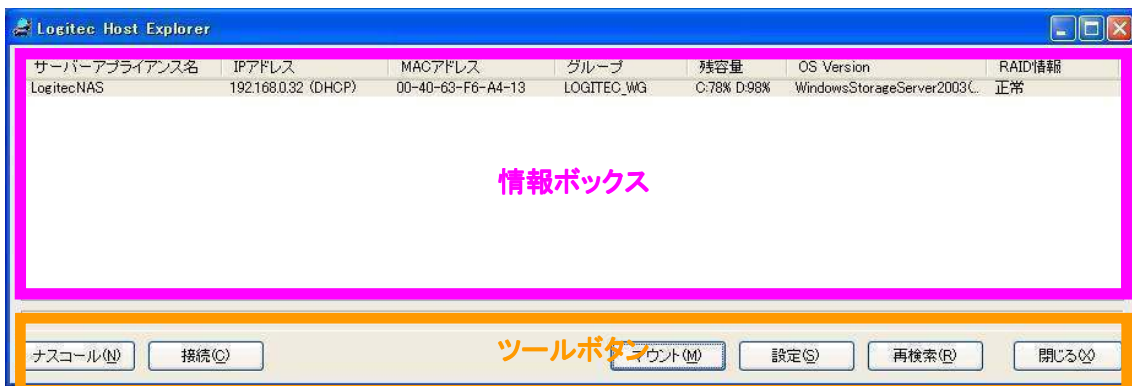 Logitec Host Explorer
サーバーアプライアンス名 IPアドレス MACアドレス グループ 残容量 OS Version RAID情報
LogitecNAS 192.168.0.32 (DHCP) 00-40-63-F6-A4-13 LOGITEC_WG C:78% D:98% WindowsStorageServer2003(... 正常
情報ボックス
ツールボタン
ナスコール(N) 接続(C) マウント(M) 設定(S) 再検索(R) 閉じる(X)